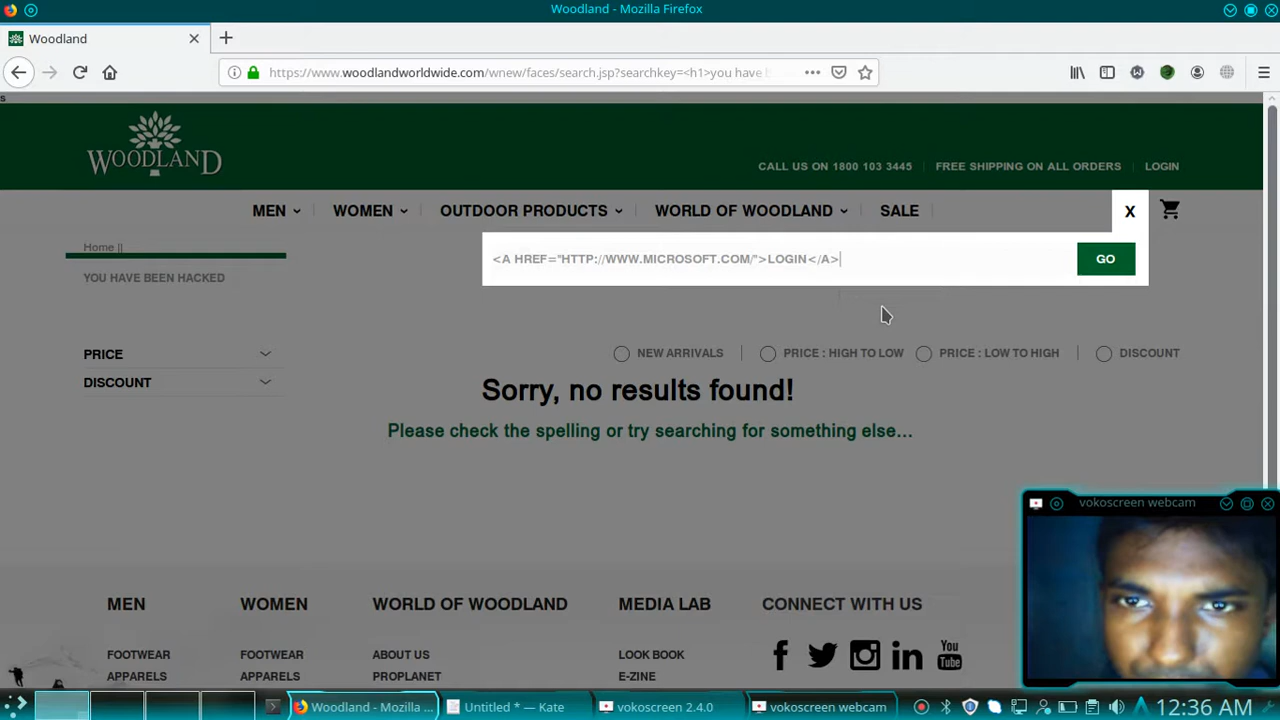 Woodland - Mozilla Firefox
Woodland
https://www.woodlandworldwide.com/wnew/faces/search.jsp?searchkey=<h1>you have b
s
WOODLAND
CALL US ON 1800 103 3445 FREE SHIPPING ON ALL ORDERS LOGIN
MEN WOMEN OUTDOOR PRODUCTS WORLD OF WOODLAND SALE X
Home ||
<A HREF="HTTP://WWW.MICROSOFT.COM/">LOGIN</A> GO
YOU HAVE BEEN HACKED
PRICE NEW ARRIVALS PRICE : HIGH TO LOW PRICE : LOW TO HIGH DISCOUNT
DISCOUNT
Sorry, no results found!
Please check the spelling or try searching for something else...
vokoscreen webcam
MEN WOMEN WORLD OF WOODLAND MEDIA LAB CONNECT WITH US
FOOTWEAR FOOTWEAR ABOUT US LOOK BOOK
You Tube
APPARELS APPARELS PROPLANET E-ZINE
Woodland - Mozilla ... Untitled * — Kate vokoscreen 2.4.0 vokoscreen webcam 12:36 AM